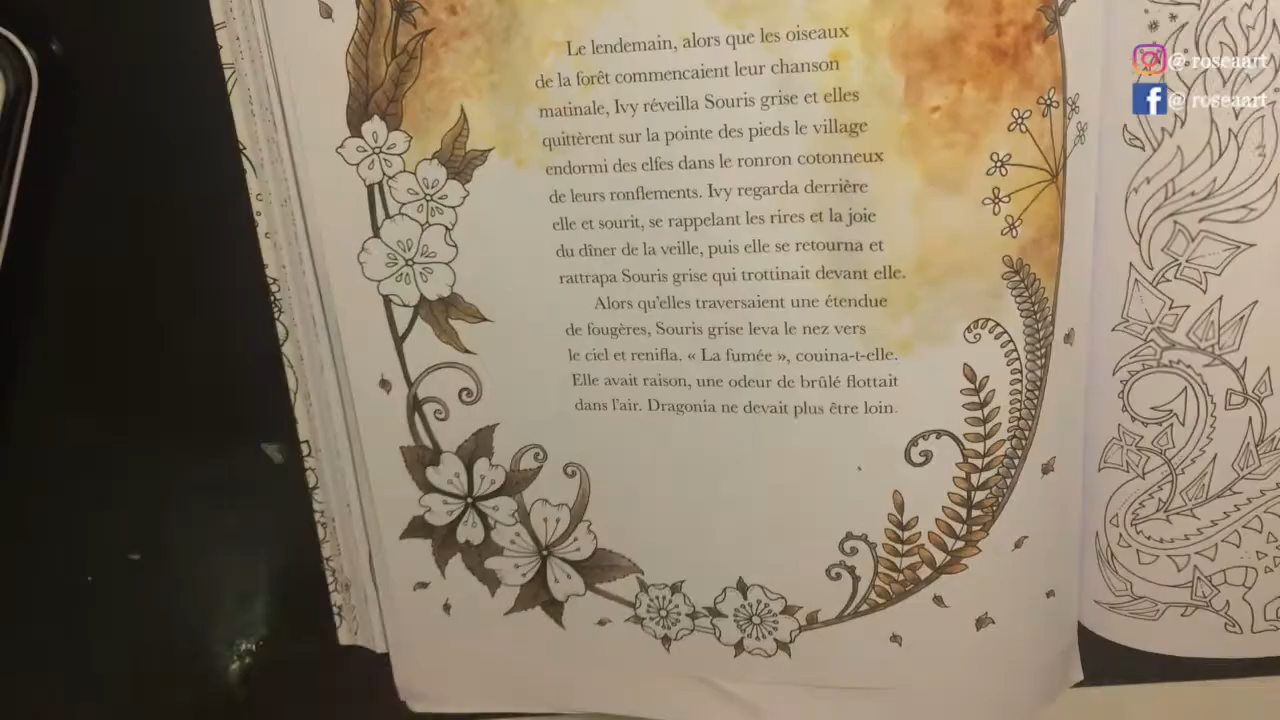 Le lendemain, alors que les oiseaux
de la forêt commencaient leur chanson
matinale, Ivy réveilla Souris grise et elles
quittèrent sur la pointe des pieds le village
endormi des elfes dans le ronron cotonneux
de leurs ronflements. Ivy regarda derrière
elle et sourit, se rappelant les rires et la joie
du dîner de la veille, puis elle se retourna et
rattrapa Souris grise qui trottinait devant elle.
Alors qu'elles traversaient une étendue
de fougères, Souris grise leva le nez vers
le ciel et renifla. « La fumée », couina-t-elle.
Elle avait raison, une odeur de brûlé flottait
dans l'air. Dragonia ne devait plus être loin.
@ roseaart
@ roseaart